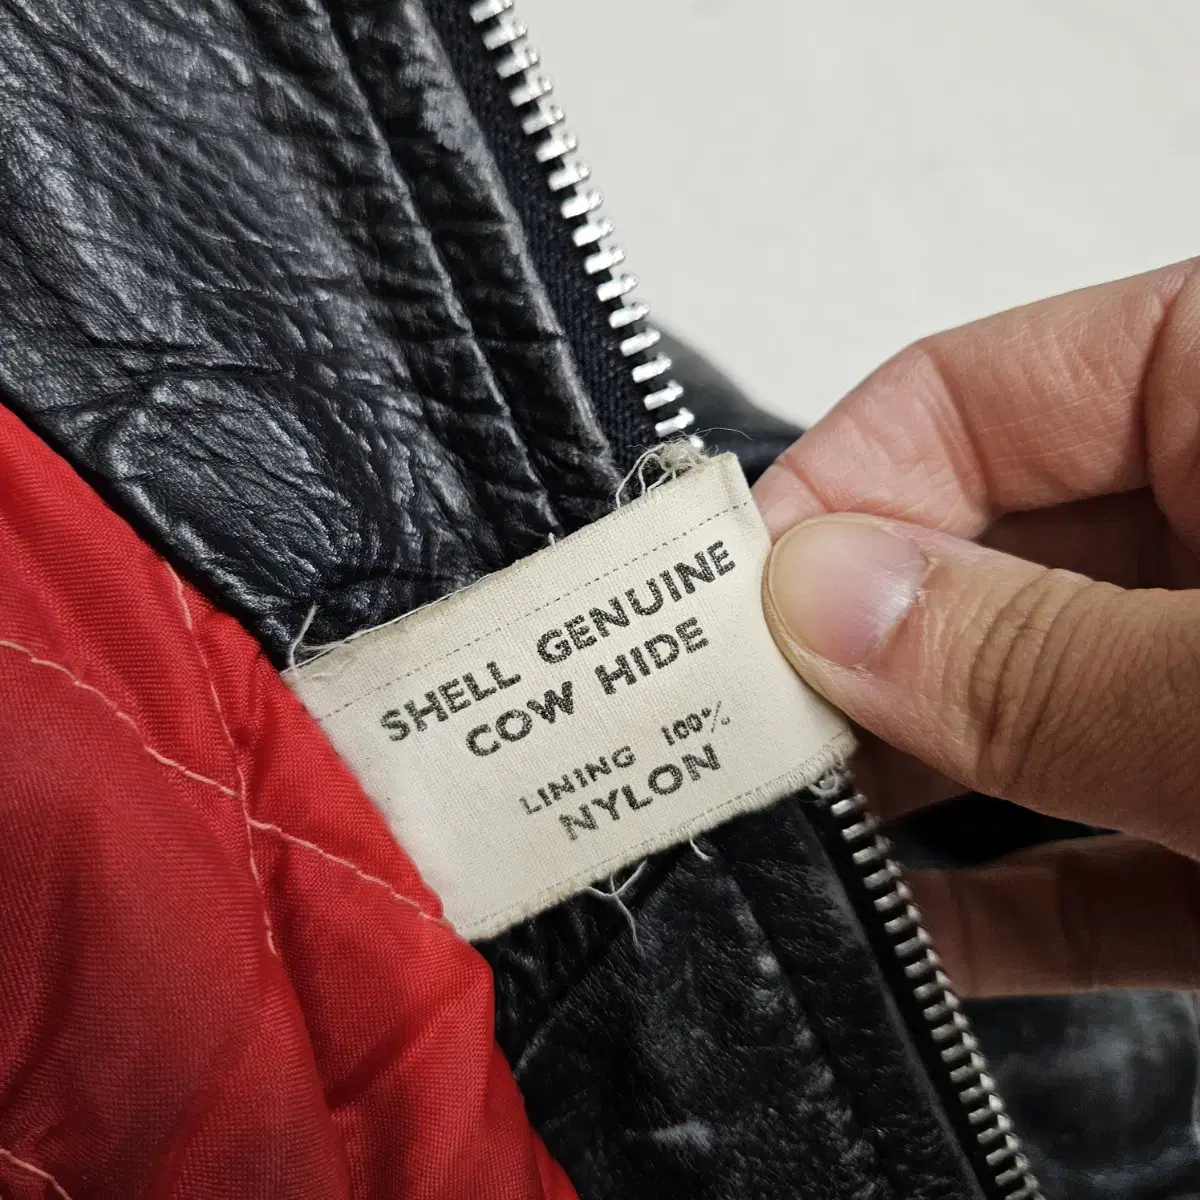 SHELL GENUINE
COW HIDE
LINING 100%
NYLON